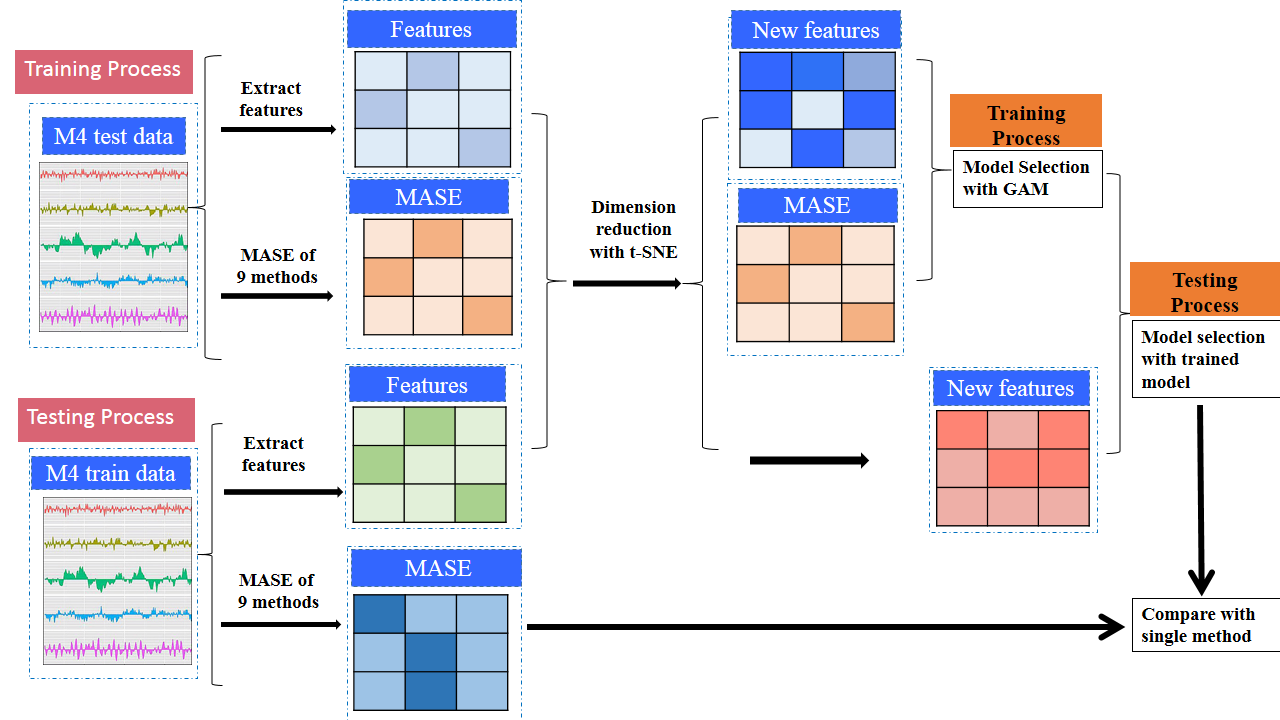 Training Process
M4 test data
Extract
features
MASE of
9 methods
Features
MASE
Testing Process
M4 train data
Extract
features
MASE of
9 methods
Features
MASE
Dimension
reduction
with t-SNE
New features
MASE
Training
Process
Model Selection
with GAM
New features
Testing
Process
Model selection
with trained
model
Compare with
single method